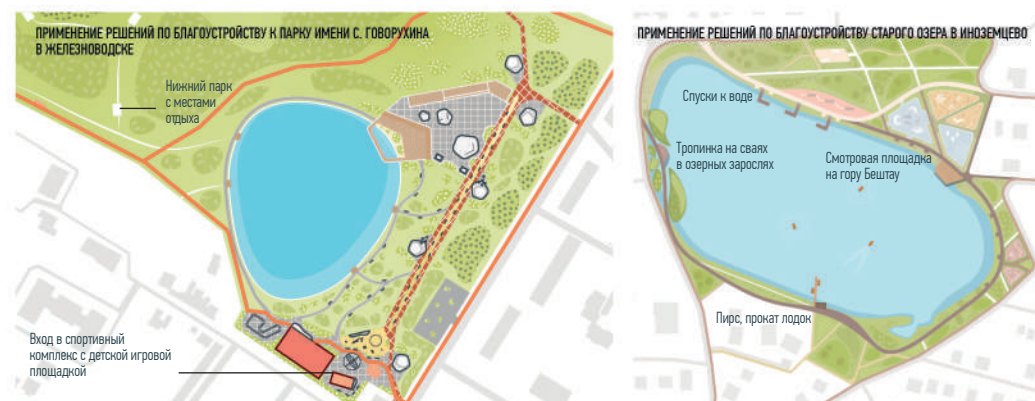 ПРИМЕНЕНИЕ РЕШЕНИЙ ПО БЛАГОУСТРОЙСТВУ К ПАРКУ ИМЕНИ С. ГОВОРУХИНА
В ЖЕЛЕЗНОВОДСКЕ
Нижний парк
с местами
отдыха
Вход в спортивный
комплекс с детской игровой
площадкой
ПРИМЕНЕНИЕ РЕШЕНИЙ ПО БЛАГОУСТРОЙСТВУ СТАРОГО ОЗЕРА В ИНОЗЕМЦЕВО
Спуски к воде
Тропинка на сваях
в озерных зарослях
Смотровая площадка
на гору Бештау
Пирс, прокат лодок